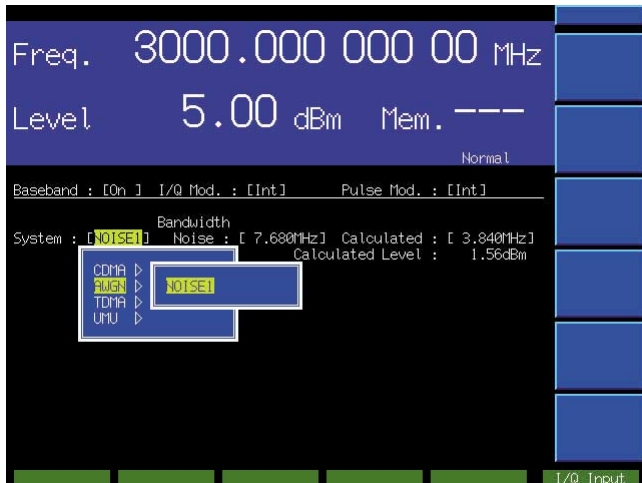 Freq. 3000.000 000 00 MHz
Level 5.00 dBm Mem. ---
Normal
Baseband : [On ] I/Q Mod. : [Int] Pulse Mod. : [Int]
Bandwidth
System : [NOISE1] Noise : [ 7.680MHz] Calculated : [ 3.840MHz]
Calculated Level : 1.56dBm
CDMA ▷
AWGN ▷ NOISE1
TDMA ▷
UMU ▷
I/Q Input